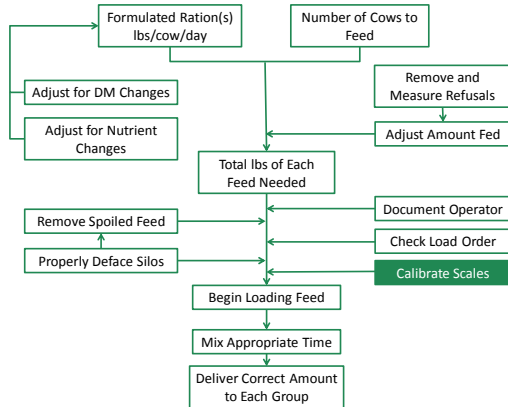 Formulated Ration(s)
lbs/cow/day
Number of Cows to
Feed
Remove and
Measure Refusals
Adjust for DM Changes
Adjust for Nutrient
Changes
Adjust Amount Fed
Total lbs of Each
Feed Needed
Remove Spoiled Feed
Document Operator
Check Load Order
Properly Deface Silos
Calibrate Scales
Begin Loading Feed
Mix Appropriate Time
Deliver Correct Amount
to Each Group